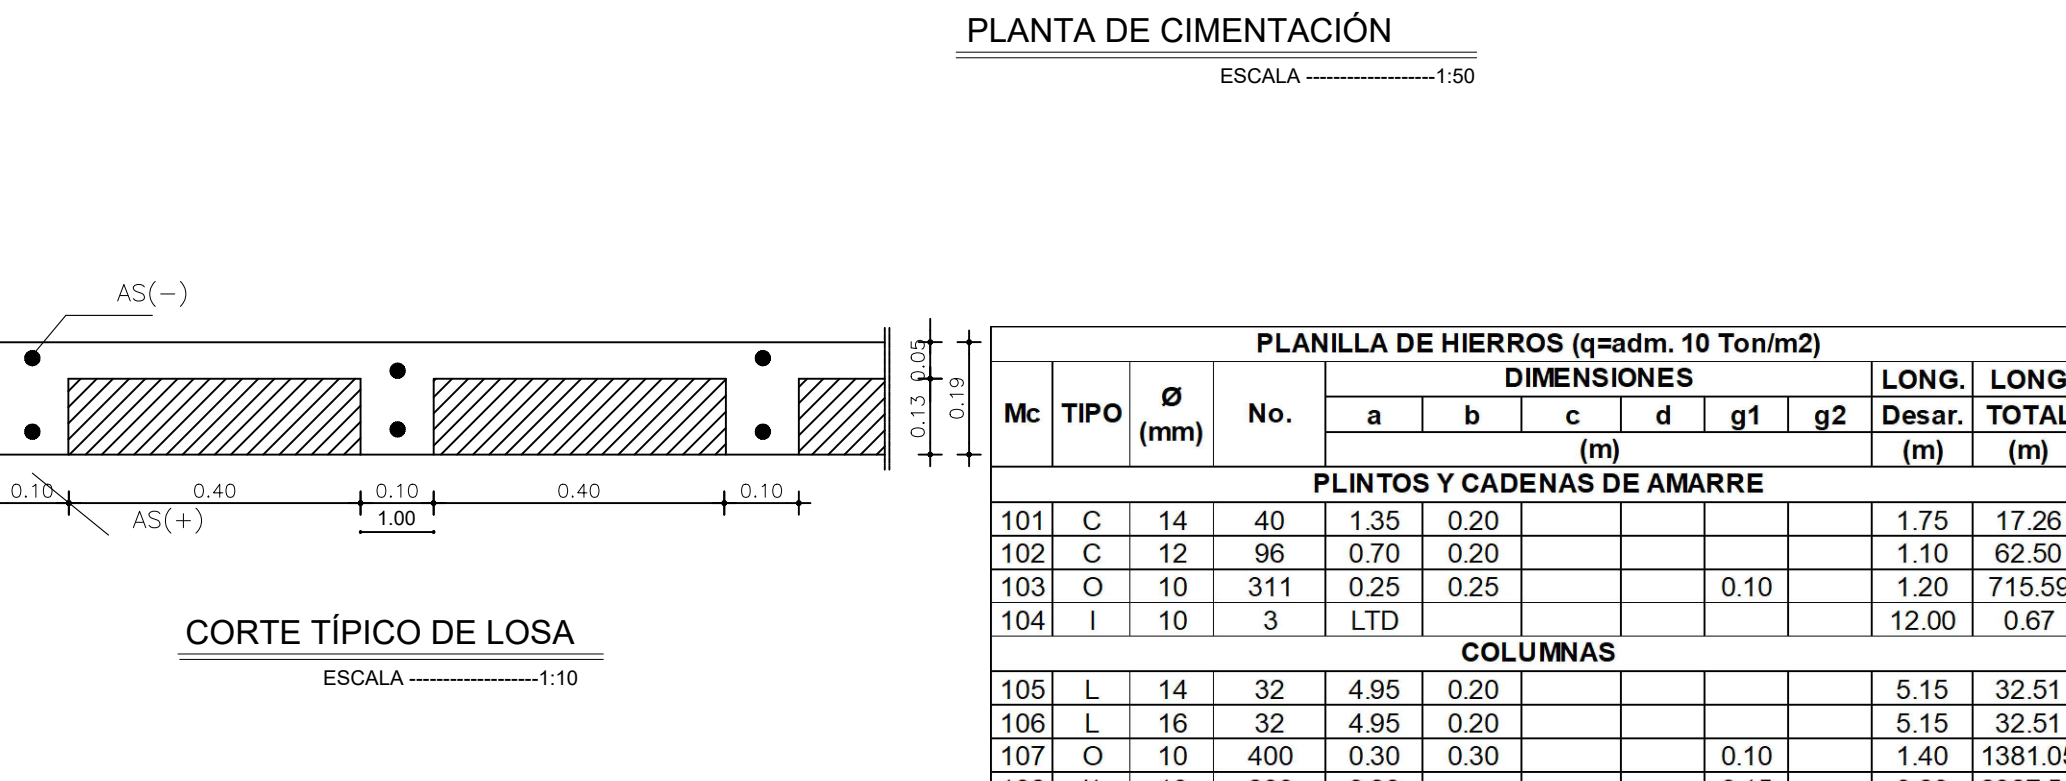 PLANTA DE CIMENTACIÓN
ESCALA -------------------1:50
AS(-)
0.05
0.13
0.19
0.10 0.40 0.10 0.40 0.10
AS(+)
1.00
CORTE TÍPICO DE LOSA
ESCALA -------------------1:10
PLANILLA DE HIERROS (q=adm. 10 Ton/m2)
Mc TIPO Ø (mm) No. DIMENSIONES LONG. LONG
a b c d g1 g2 Desar. TOTAL
(m) (m) (m)
PLINTOS Y CADENAS DE AMARRE
101 C 14 40 1.35 0.20 1.75 17.26
102 C 12 96 0.70 0.20 1.10 62.50
103 O 10 311 0.25 0.25 0.10 1.20 715.59
104 I 10 3 LTD 12.00 0.67
COLUMNAS
105 L 14 32 4.95 0.20 5.15 32.51
106 L 16 32 4.95 0.20 5.15 32.51
107 O 10 400 0.30 0.30 0.10 1.40 1381.05